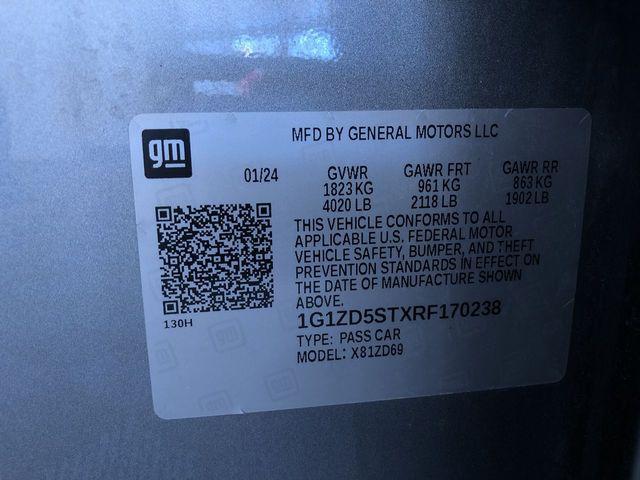 gm
MFD BY GENERAL MOTORS LLC
01/24 GVWR GAWR FRT GAWR RR
1823 KG 961 KG 863 KG
4020 LB 2118 LB 1902 LB
THIS VEHICLE CONFORMS TO ALL
APPLICABLE U.S. FEDERAL MOTOR
VEHICLE SAFETY, BUMPER, AND THEFT
PREVENTION STANDARDS IN EFFECT ON
THE DATE OF MANUFACTURE SHOWN
ABOVE.
130H
1G1ZD5STXRF170238
TYPE: PASS CAR
MODEL: X81ZD69